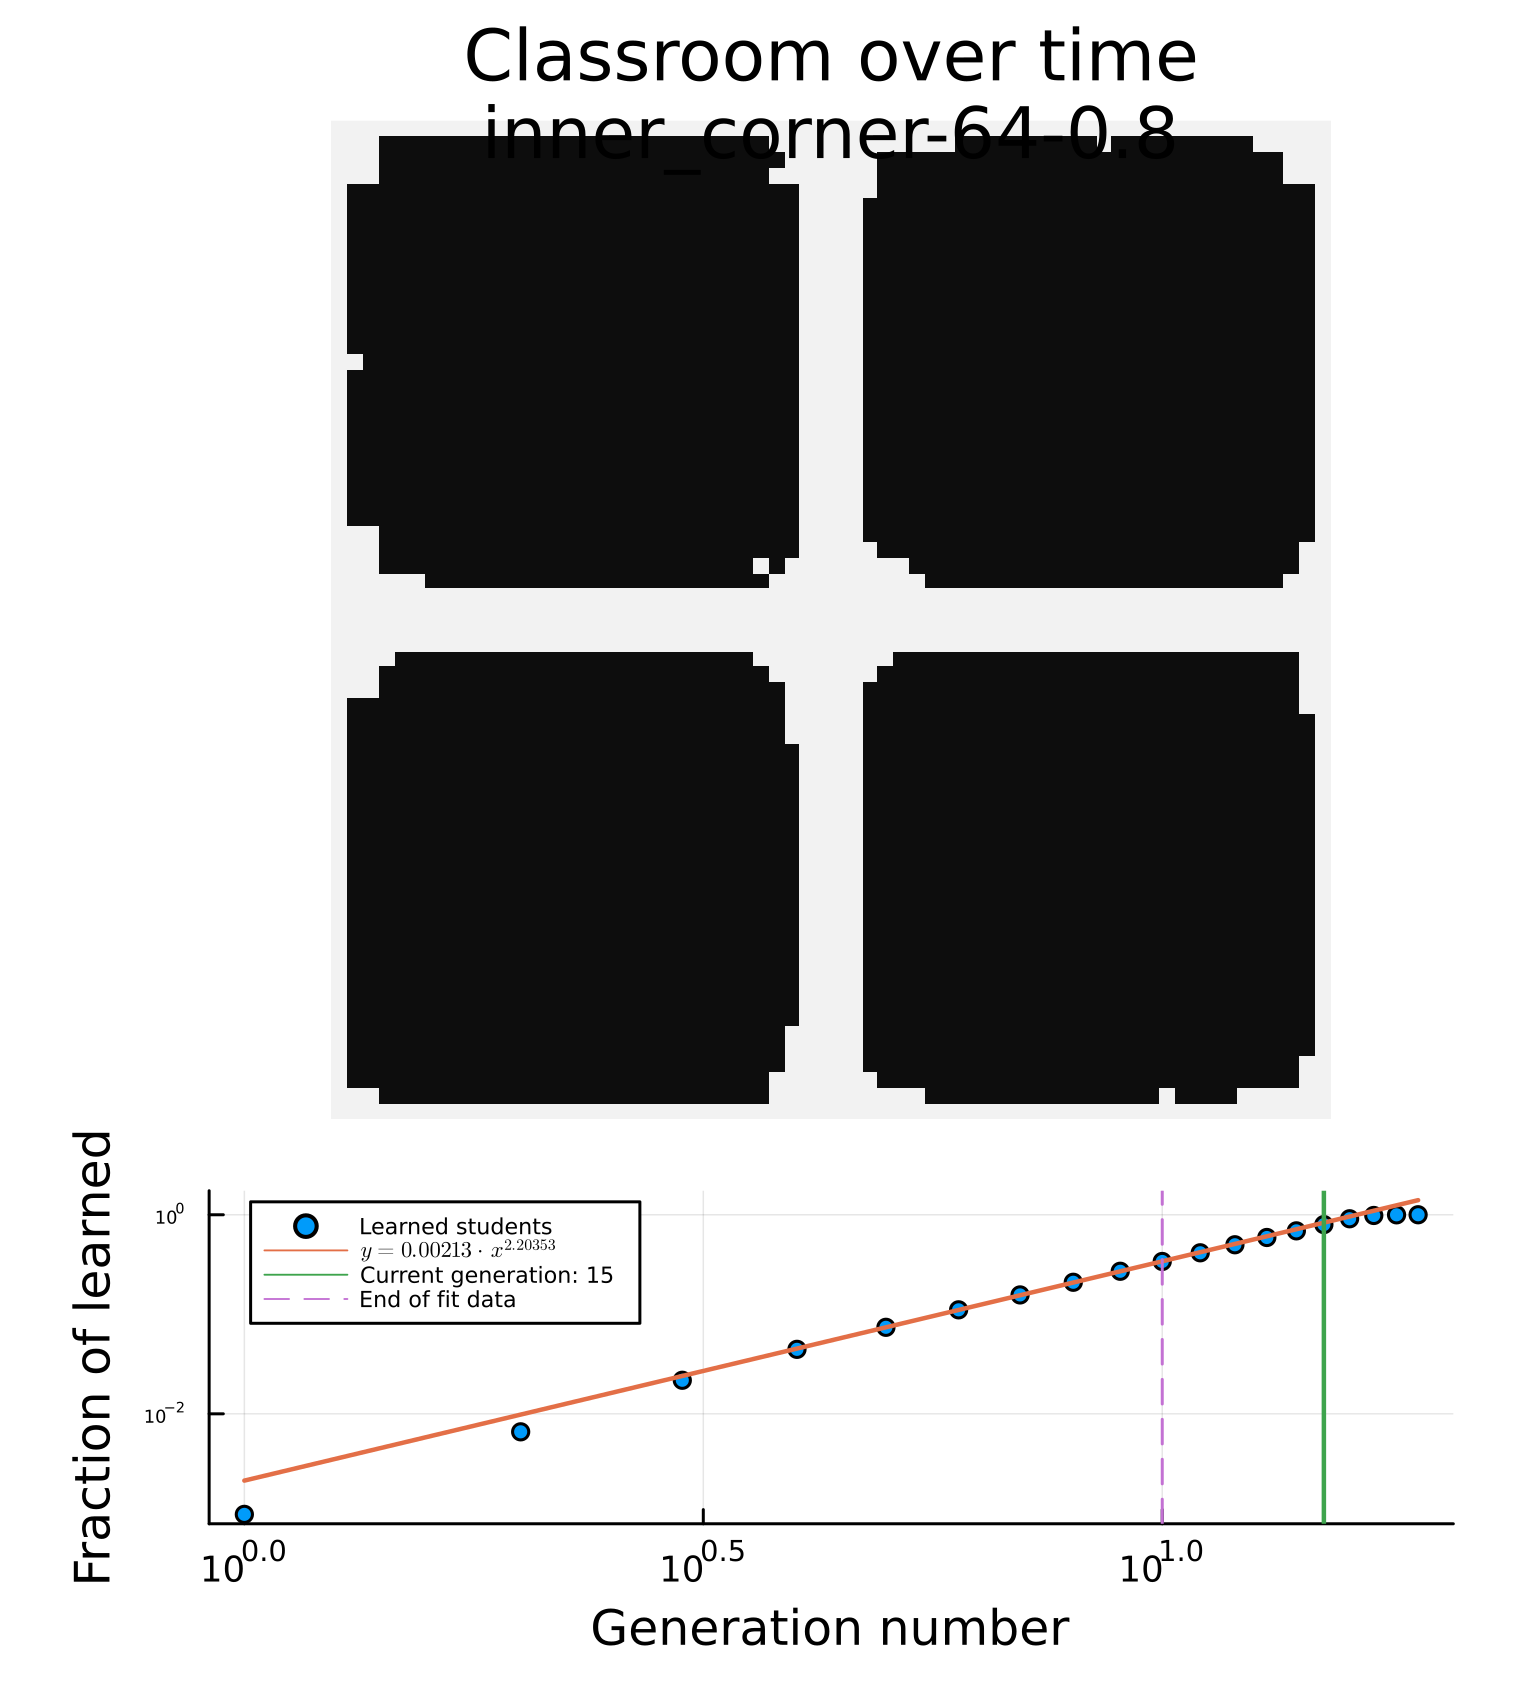 Classroom over time
inner_corner-64-0.8
Fraction of learned
10^0
10^−2
Learned students
y = 0.00213 · x^2.20353
Current generation: 15
End of fit data
10^0.0
10^0.5
10^1.0
Generation number